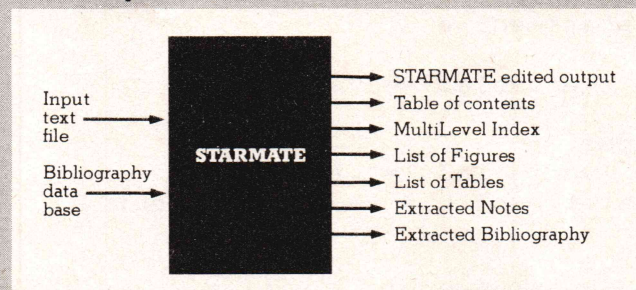 Input
text
file
Bibliography
data
base
STARMATE
STARMATE edited output
Table of contents
MultiLevel Index
List of Figures
List of Tables
Extracted Notes
Extracted Bibliography